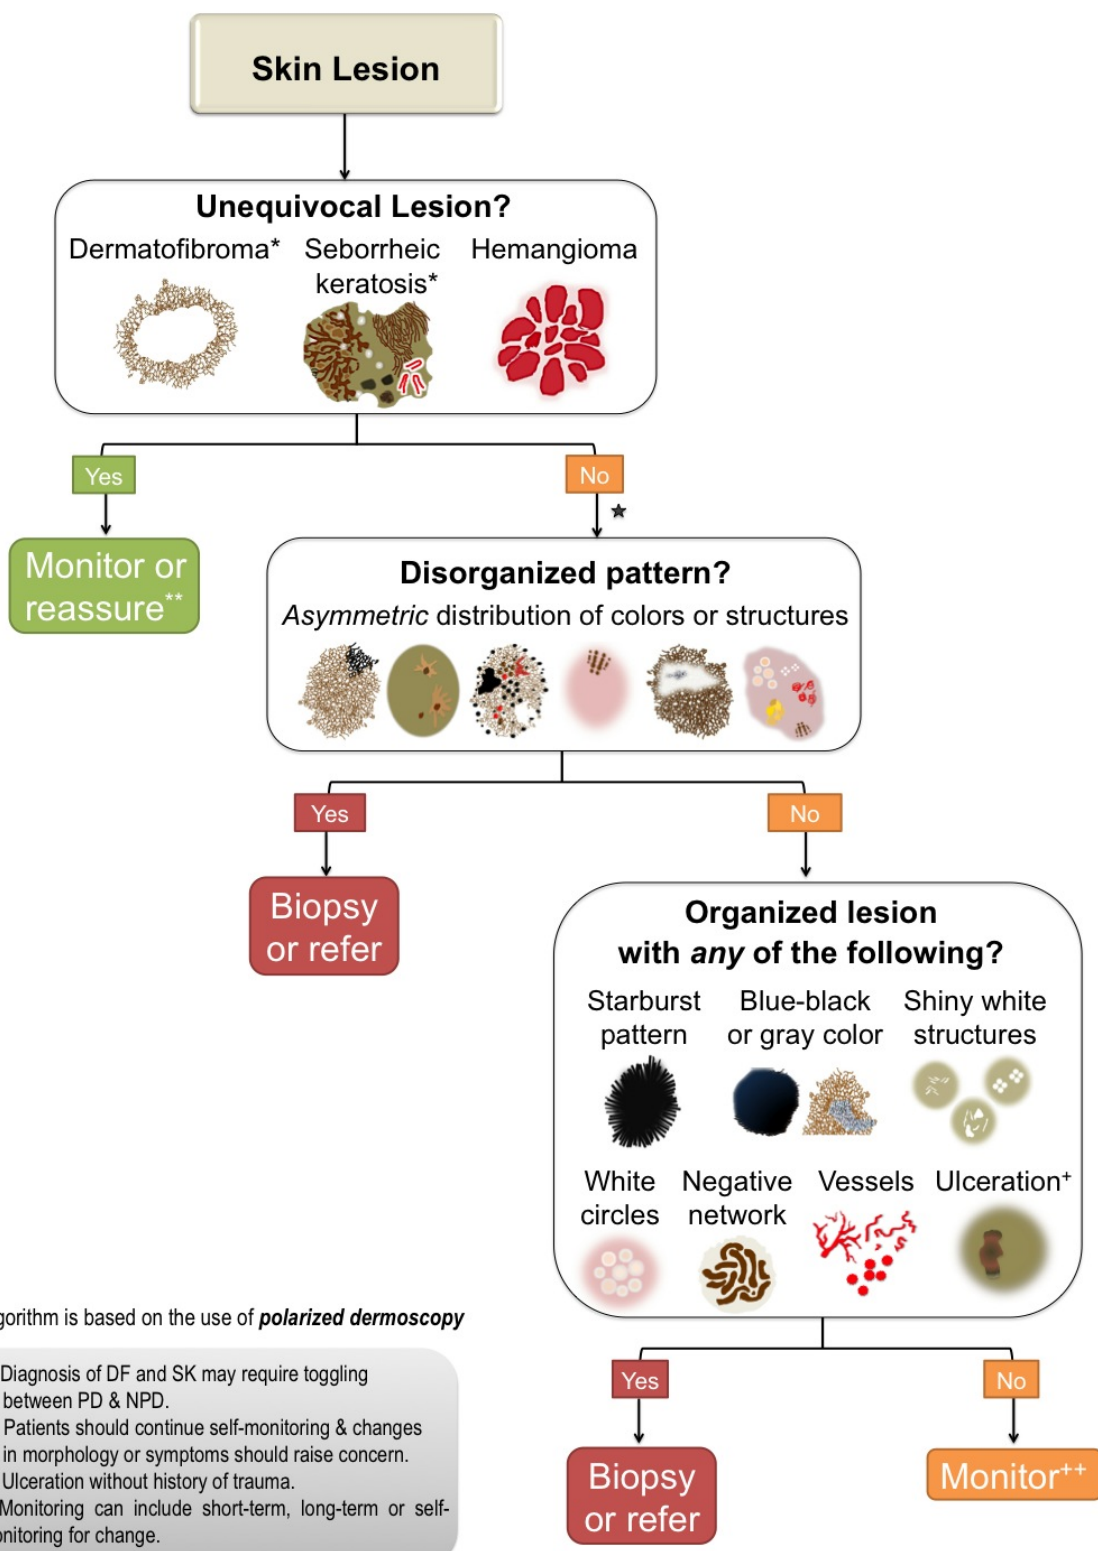 Skin Lesion
Unequivocal Lesion?
Dermatofibroma*
Seborrheic
keratosis*
Hemangioma
Yes
No
Monitor or
reassure**
Disorganized pattern?
Asymmetric distribution of colors or structures
Yes
No
Biopsy
or refer
Organized lesion
with any of the following?
Starburst
pattern
Blue-black
or gray color
Shiny white
structures
White
circles
Negative
network
Vessels
Ulceration+
Yes
No
Biopsy
or refer
Monitor++
gorithm is based on the use of polarized dermoscopy
Diagnosis of DF and SK may require toggling
between PD & NPD.
Patients should continue self-monitoring & changes
in morphology or symptoms should raise concern.
Ulceration without history of trauma.
Monitoring can include short-term, long-term or self-
onitoring for change.